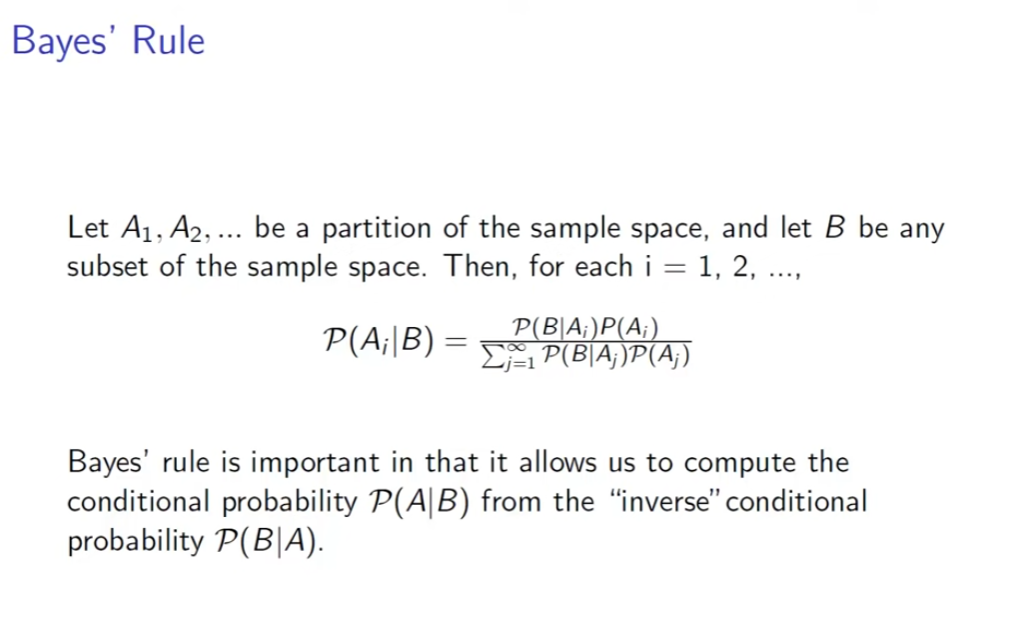 Bayes' Rule
Let A₁, A₂, ... be a partition of the sample space, and let B be any
subset of the sample space. Then, for each i = 1, 2, ...,
𝒫(Aᵢ|B) = 𝒫(B|Aᵢ)P(Aᵢ) / ∑_{j=1}^{∞} 𝒫(B|Aⱼ)𝒫(Aⱼ)
Bayes' rule is important in that it allows us to compute the
conditional probability 𝒫(A|B) from the “inverse” conditional
probability 𝒫(B|A).